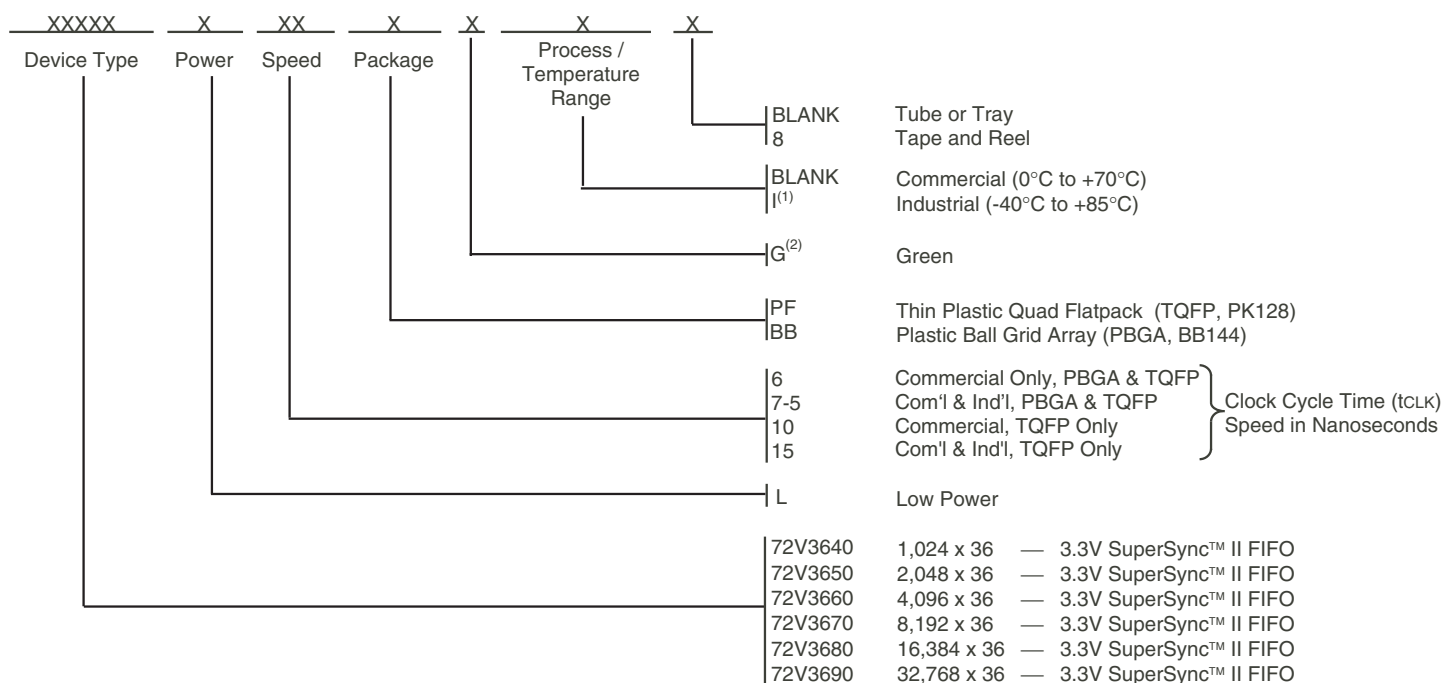 XXXXX X XX X X X X
Device Type Power Speed Package Process /
Temperature
Range
BLANK Tube or Tray
8 Tape and Reel
BLANK Commercial (0°C to +70°C)
I(1) Industrial (-40°C to +85°C)
G(2) Green
PF Thin Plastic Quad Flatpack (TQFP, PK128)
BB Plastic Ball Grid Array (PBGA, BB144)
6 Commercial Only, PBGA & TQFP
7-5 Com‘l & Ind’l, PBGA & TQFP
10 Commercial, TQFP Only
15 Com'l & Ind'l, TQFP Only
Clock Cycle Time (tCLK)
Speed in Nanoseconds
L Low Power
72V3640 1,024 x 36 — 3.3V SuperSync™ II FIFO
72V3650 2,048 x 36 — 3.3V SuperSync™ II FIFO
72V3660 4,096 x 36 — 3.3V SuperSync™ II FIFO
72V3670 8,192 x 36 — 3.3V SuperSync™ II FIFO
72V3680 16,384 x 36 — 3.3V SuperSync™ II FIFO
72V3690 32,768 x 36 — 3.3V SuperSync™ II FIFO